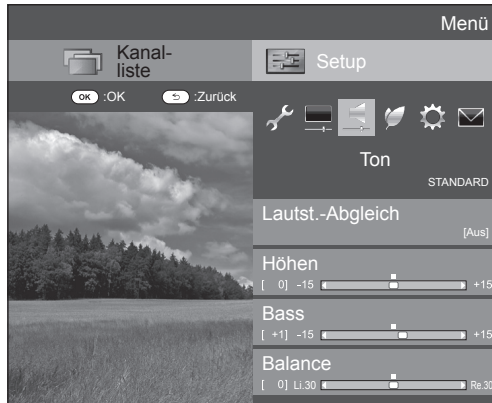 Menü
Kanal-
liste
Setup
OK :OK :Zurück
Ton
STANDARD
Lautst.-Abgleich
[Aus]
Höhen
[ 0] -15 +15
Bass
[ +1] -15 +15
Balance
[ 0] Li.30 Re.30